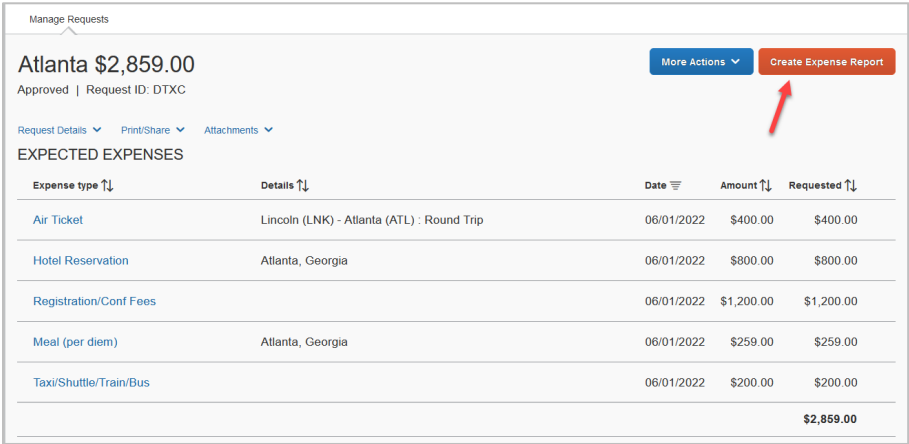 Manage Requests
Atlanta $2,859.00
More Actions
Create Expense Report
Approved | Request ID: DTXC
Request Details Print/Share Attachments
EXPECTED EXPENSES
Expense type Details Date Amount Requested
Air Ticket Lincoln (LNK) - Atlanta (ATL) : Round Trip 06/01/2022 $400.00 $400.00
Hotel Reservation Atlanta, Georgia 06/01/2022 $800.00 $800.00
Registration/Conf Fees 06/01/2022 $1,200.00 $1,200.00
Meal (per diem) Atlanta, Georgia 06/01/2022 $259.00 $259.00
Taxi/Shuttle/Train/Bus 06/01/2022 $200.00 $200.00
$2,859.00